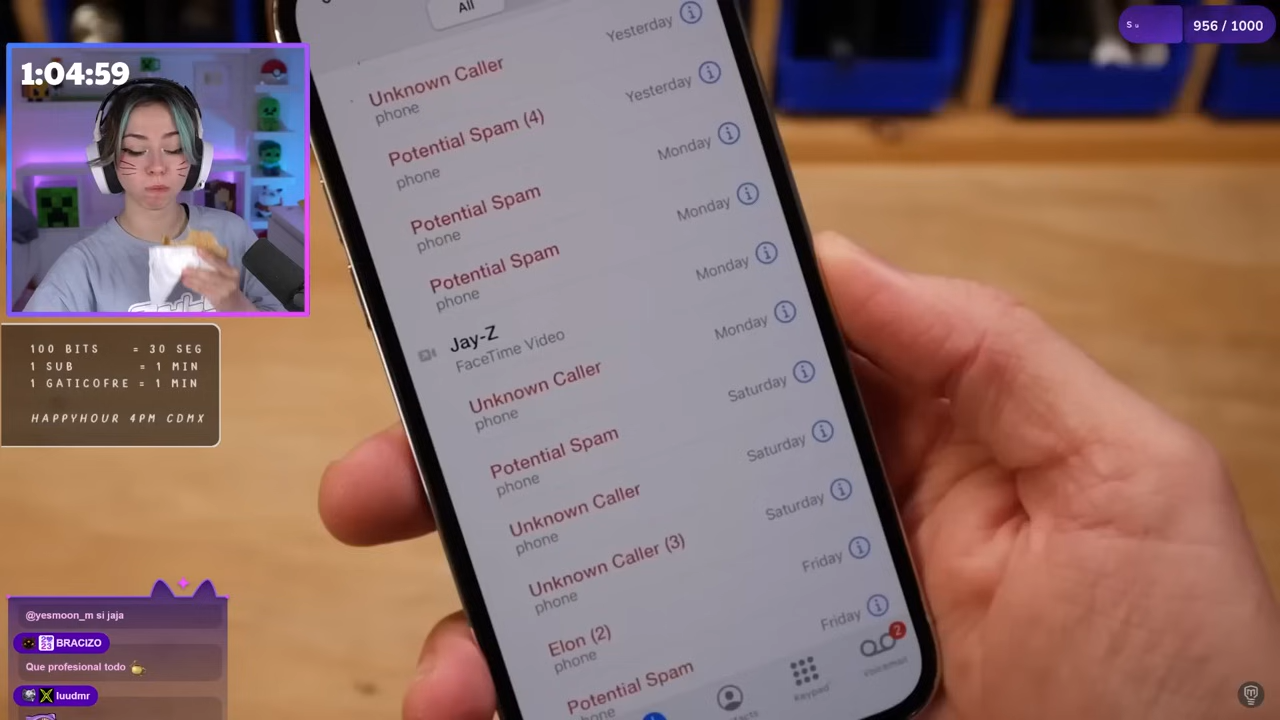 All
Yesterday
Unknown Caller
phone
Yesterday
Potential Spam (4)
phone
Monday
Potential Spam
phone
Monday
Potential Spam
phone
Monday
Jay-Z
FaceTime Video
Monday
Unknown Caller
phone
Saturday
Potential Spam
phone
Saturday
Unknown Caller
phone
Saturday
Unknown Caller (3)
phone
Friday
Elon (2)
phone
Friday
Potential Spam
phone
Keypad
2
Voicemail
956 / 1000
1:04:59
100 BITS = 30 SEG
1 SUB = 1 MIN
1 GATICOFRE = 1 MIN
HAPPYHOUR 4PM CDMX
@yesmoon_m si jaja
BRACIZO
Que profesional todo
luudmr